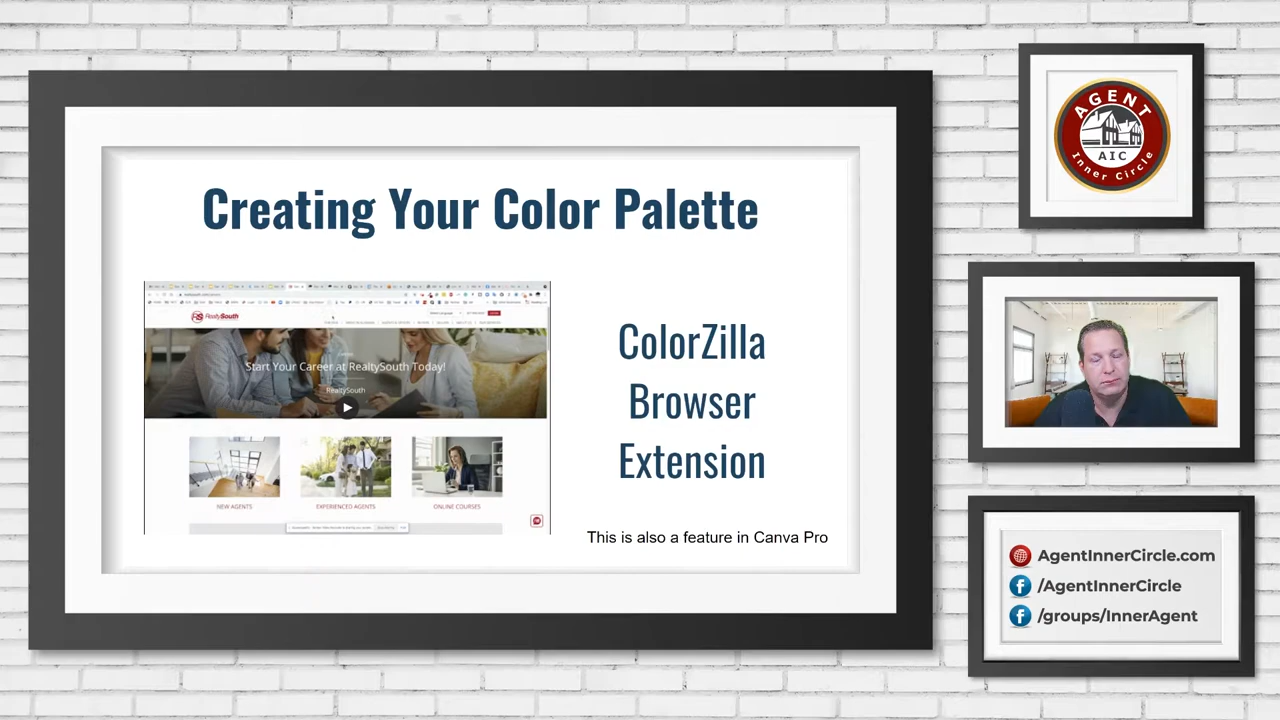 Creating Your Color Palette
RealtySouth
Start Your Career at RealtySouth Today!
RealtySouth
NEW AGENTS
EXPERIENCED AGENTS
ONLINE COURSES
ColorZilla
Browser
Extension
This is also a feature in Canva Pro
AGENT
AIC
Inner Circle
AgentInnerCircle.com
/AgentInnerCircle
/groups/InnerAgent